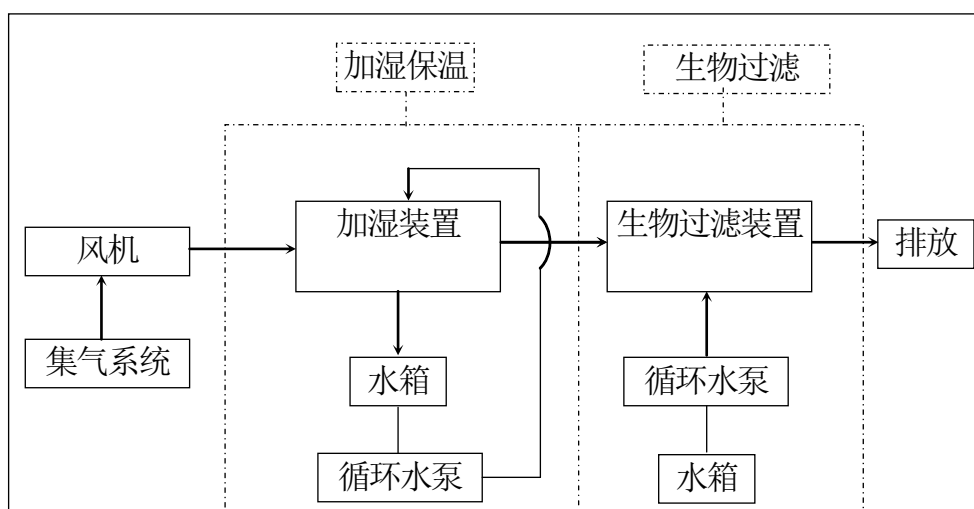 加湿保温
生物过滤
加湿装置
生物过滤装置
风机
排放
集气系统
水箱
循环水泵
循环水泵
水箱